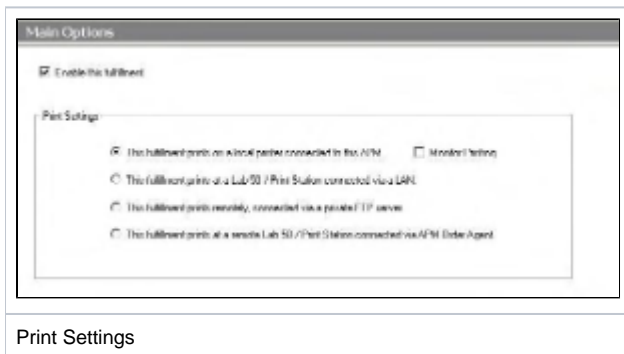 Main Options
Enable this fulfillment
Print Settings
This fulfillment prints on a local printer connected to this APM. Monitor Printing
This fulfillment prints at a Lab 50 / Print Station connected via a LAN.
This fulfillment prints remotely, connected via a private FTP server.
This fulfillment prints at a remote Lab 50 / Print Station connected via APM Order Agent.
Print Settings